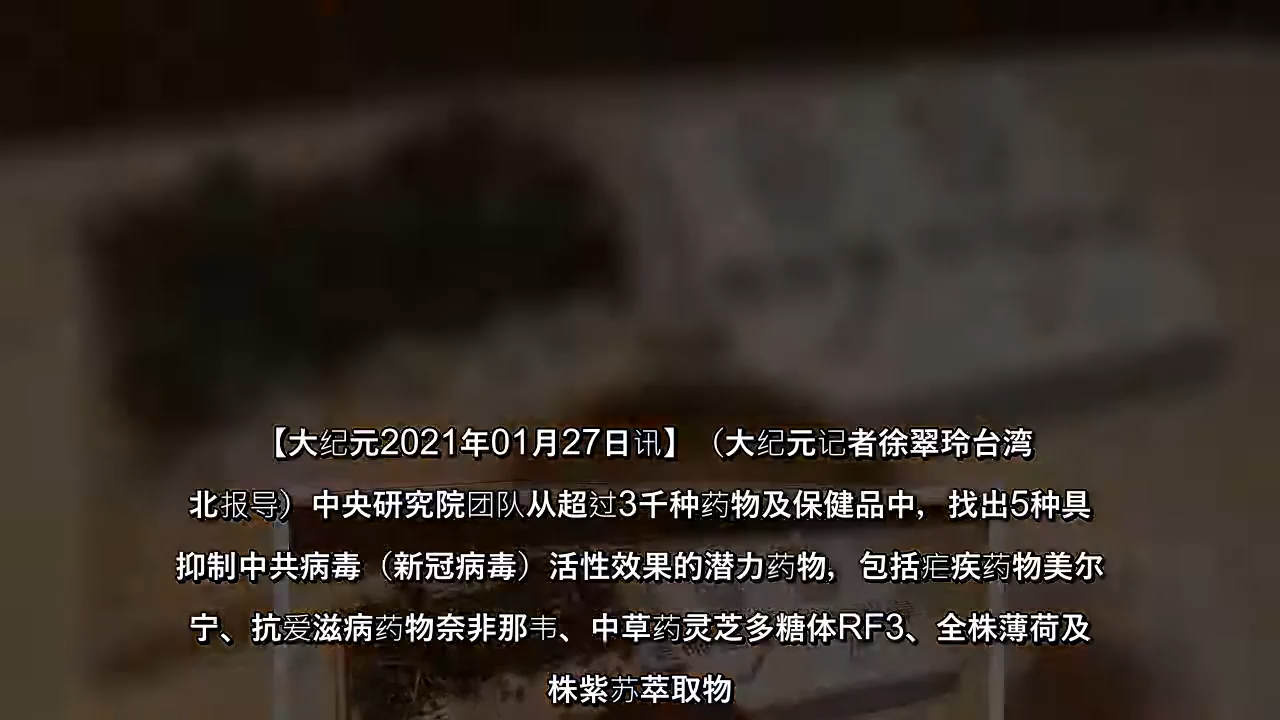 【大纪元2021年01月27日讯】（大纪元记者徐翠玲台湾
北报导）中央研究院团队从超过3千种药物及保健品中，找出5种具
抑制中共病毒（新冠病毒）活性效果的潜力药物，包括疟疾药物美尔
宁、抗爱滋病药物奈非那韦、中草药灵芝多糖体RF3、全株薄荷及
株紫苏萃取物